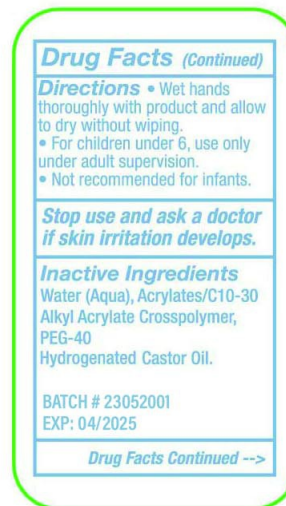 Drug Facts (Continued)
Directions • Wet hands
thoroughly with product and allow
to dry without wiping.
• For children under 6, use only
under adult supervision.
• Not recommended for infants.
Stop use and ask a doctor
if skin irritation develops.
Inactive Ingredients
Water (Aqua), Acrylates/C10-30
Alkyl Acrylate Crosspolymer,
PEG-40
Hydrogenated Castor Oil.
BATCH # 23052001
EXP: 04/2025
Drug Facts Continued -->